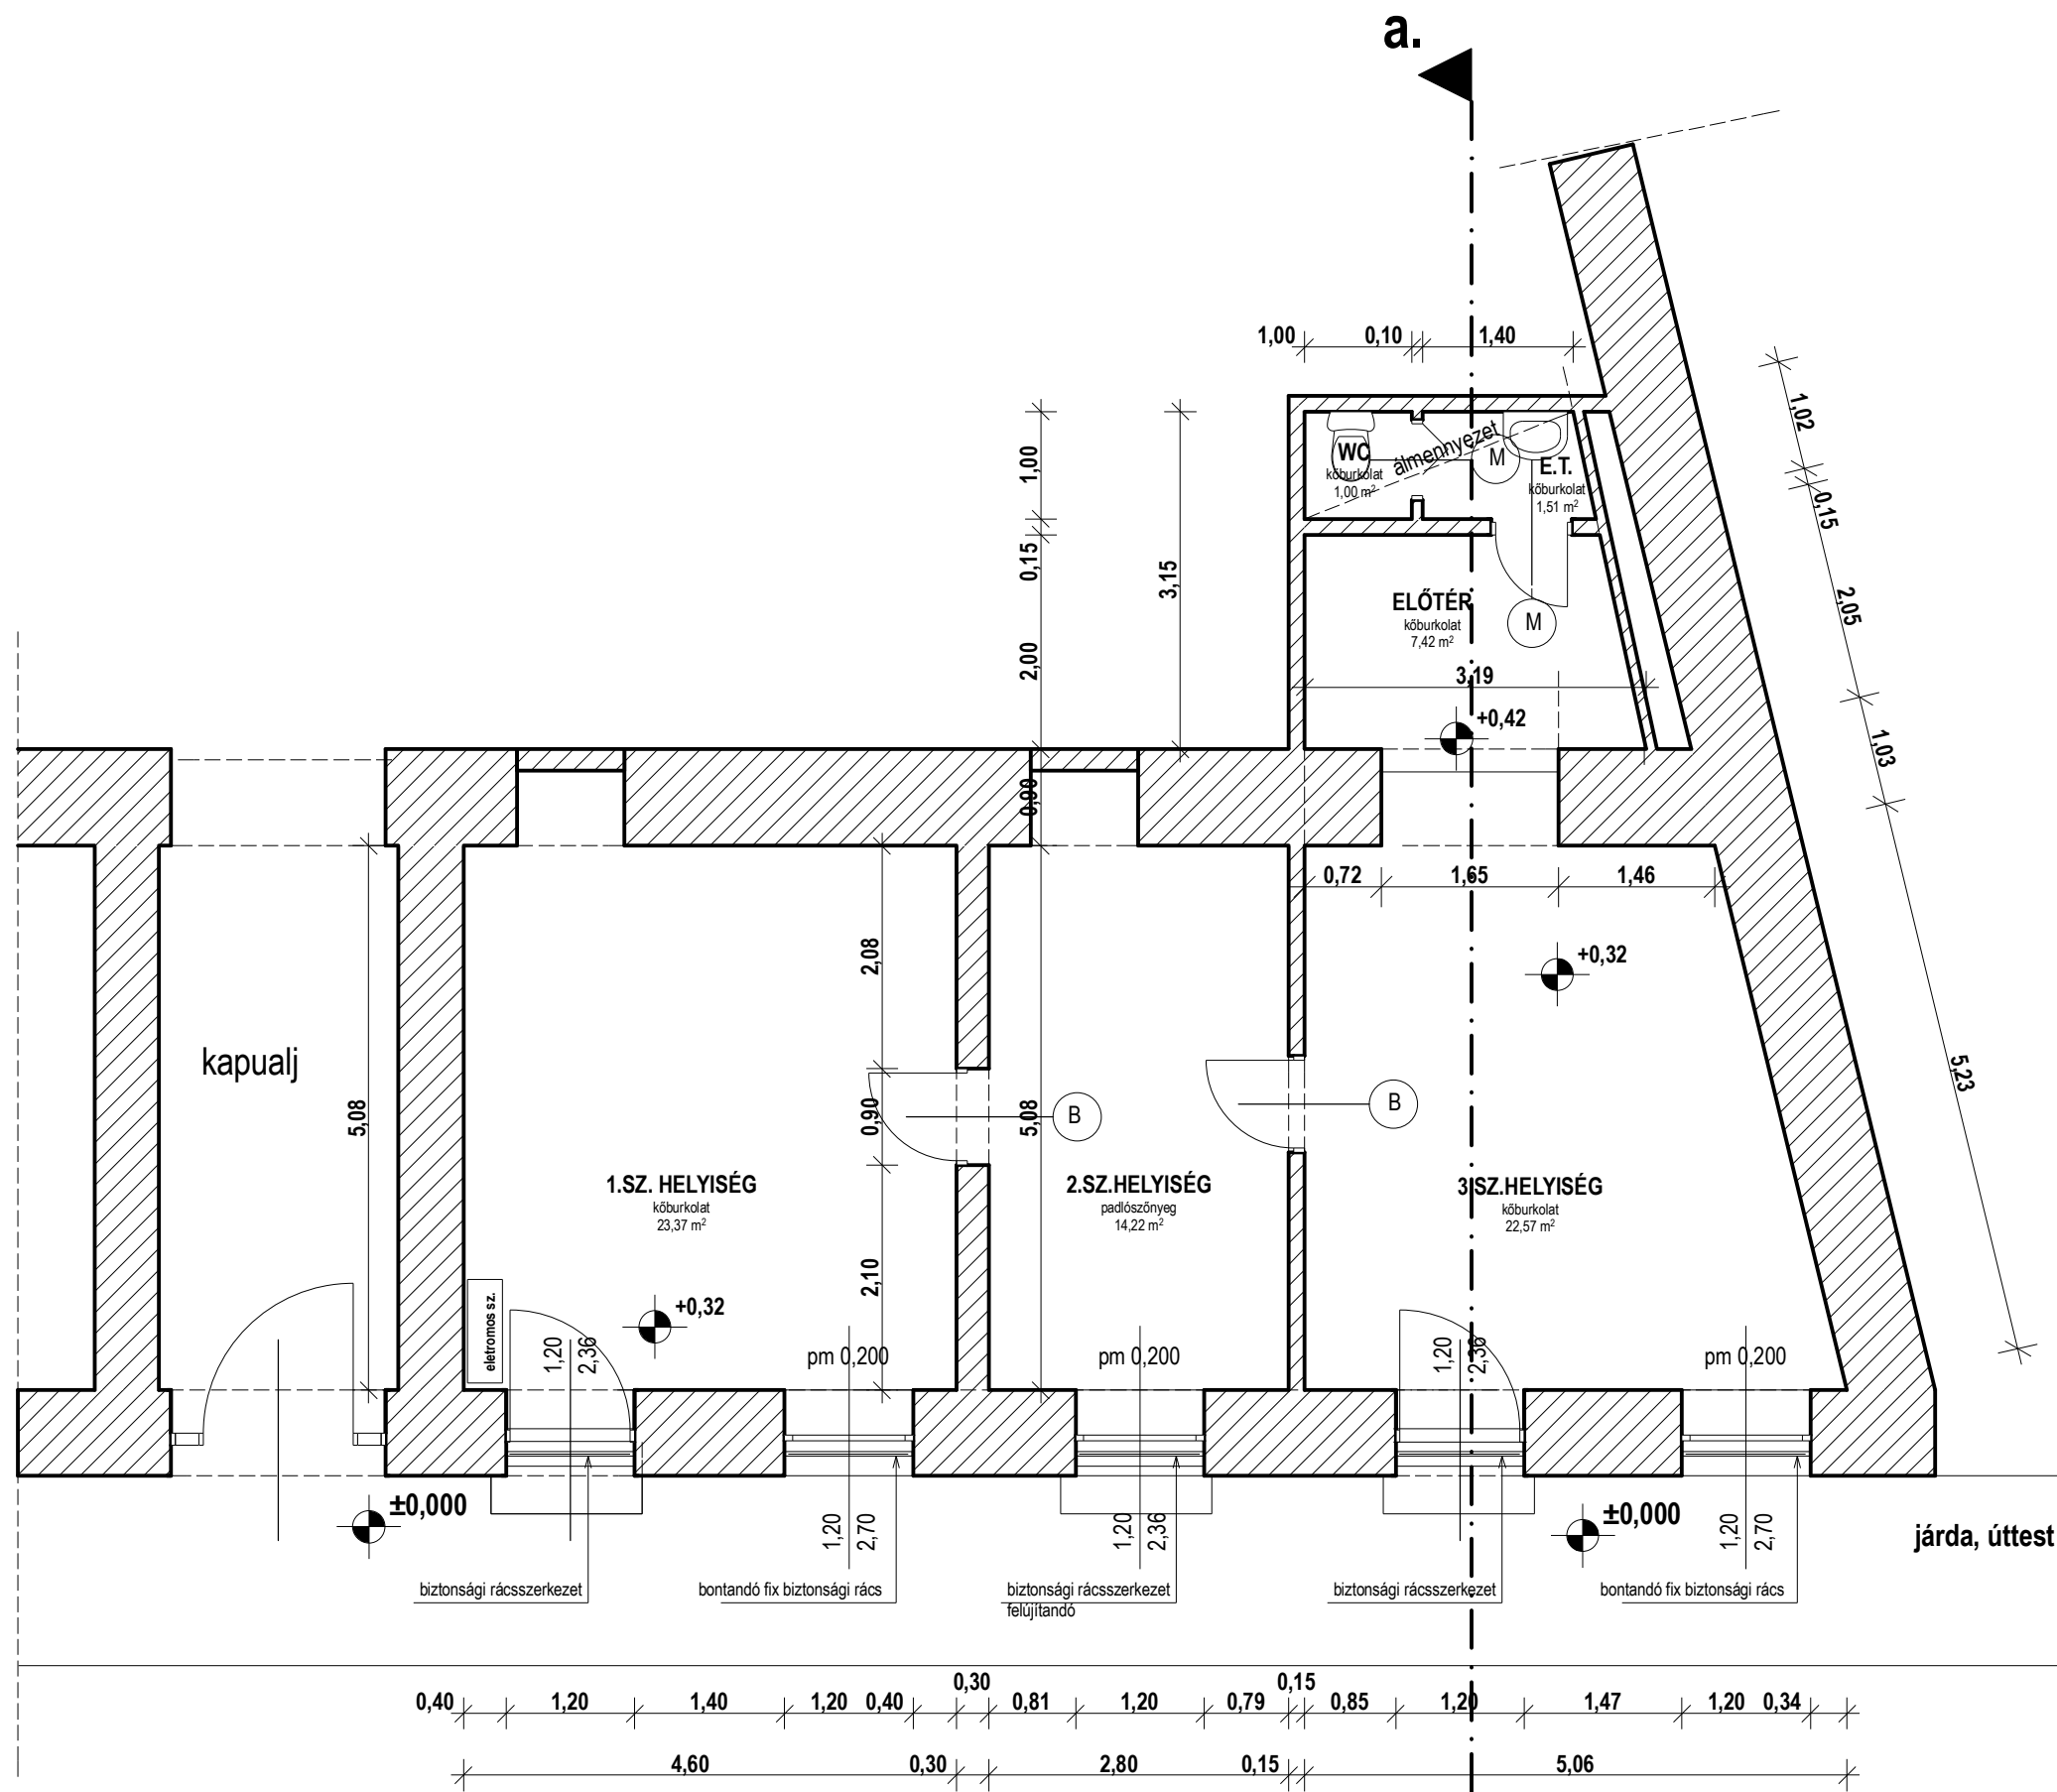 a.
1,00
0,10
1,40
1,02
0,15
2,05
1,03
5,23
1,00
0,15
2,00
0,90
5,08
3,15
WC
kőburkolat
1,00 m²
álmennyezet
M
E.T.
kőburkolat
1,51 m²
ELŐTÉR
kőburkolat
7,42 m²
M
3,19
+0,42
0,72
1,65
1,46
+0,32
kapualj
5,08
2,08
0,90
2,10
B
B
1.SZ. HELYISÉG
kőburkolat
23,37 m²
2.SZ.HELYISÉG
padlószőnyeg
14,22 m²
3.SZ.HELYISÉG
kőburkolat
22,57 m²
eletromos sz.
+0,32
1,20
2,36
pm 0,200
pm 0,200
1,20
2,36
pm 0,200
±0,000
1,20
2,70
1,20
2,36
±0,000
1,20
2,70
járda, úttest
biztonsági rácsszerkezet
bontandó fix biztonsági rács
biztonsági rácsszerkezet
felújítandó
biztonsági rácsszerkezet
bontandó fix biztonsági rács
0,40
1,20
1,40
1,20
0,40
0,30
0,81
1,20
0,79
0,15
0,85
1,20
1,47
1,20
0,34
4,60
0,30
2,80
0,15
5,06